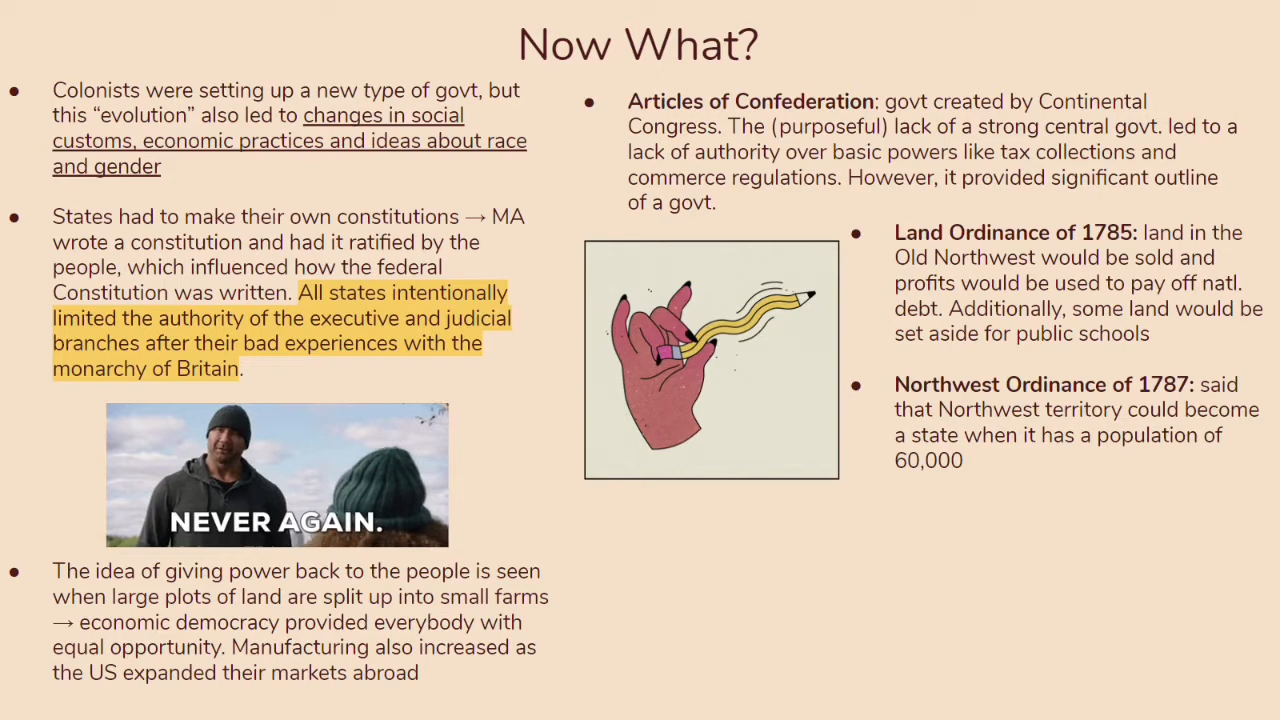 Now What?
● Colonists were setting up a new type of govt, but
this “evolution” also led to changes in social
customs, economic practices and ideas about race
and gender
● States had to make their own constitutions → MA
wrote a constitution and had it ratified by the
people, which influenced how the federal
Constitution was written. All states intentionally
limited the authority of the executive and judicial
branches after their bad experiences with the
monarchy of Britain.
NEVER AGAIN.
● The idea of giving power back to the people is seen
when large plots of land are split up into small farms
→ economic democracy provided everybody with
equal opportunity. Manufacturing also increased as
the US expanded their markets abroad
● Articles of Confederation: govt created by Continental
Congress. The (purposeful) lack of a strong central govt. led to a
lack of authority over basic powers like tax collections and
commerce regulations. However, it provided significant outline
of a govt.
● Land Ordinance of 1785: land in the
Old Northwest would be sold and
profits would be used to pay off natl.
debt. Additionally, some land would be
set aside for public schools
● Northwest Ordinance of 1787: said
that Northwest territory could become
a state when it has a population of
60,000